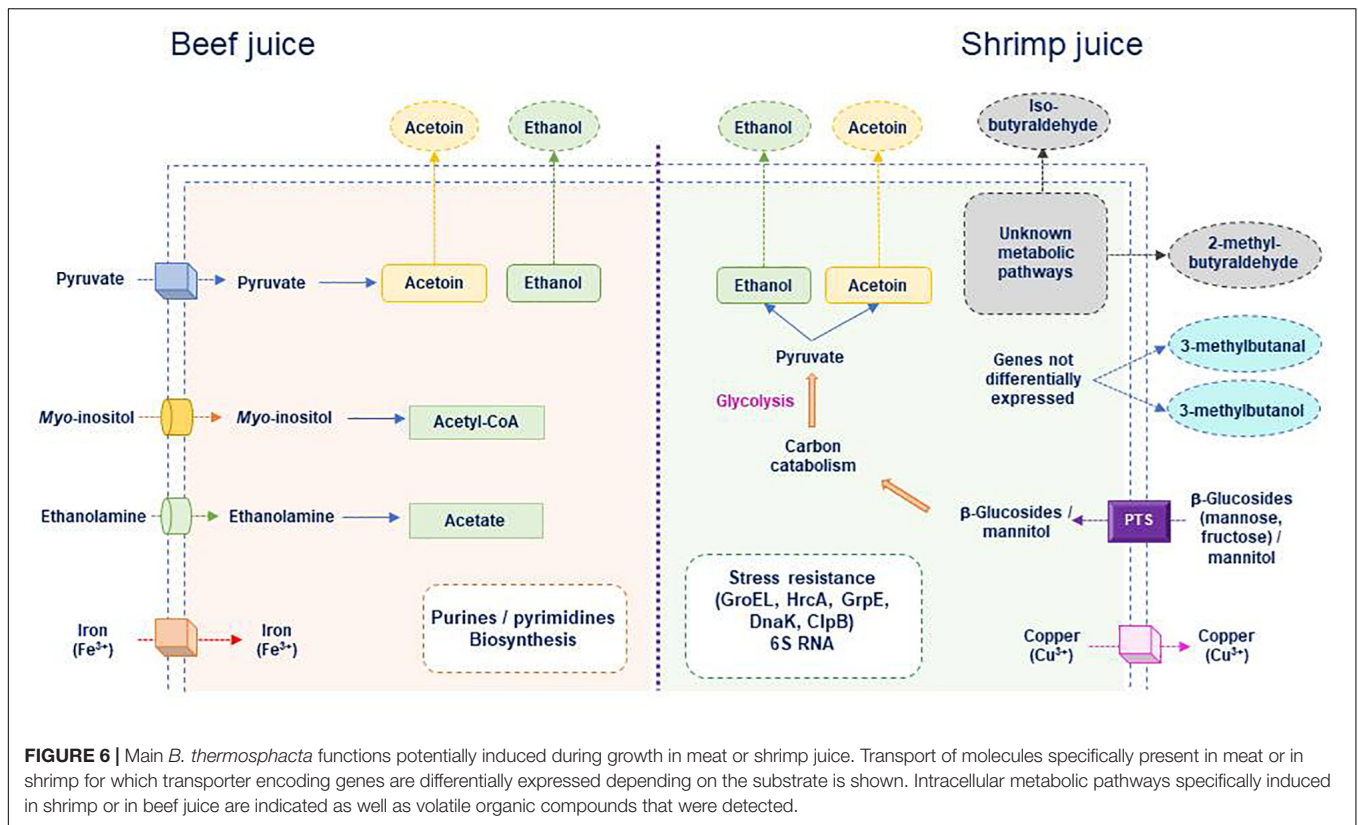 Beef juice
Shrimp juice
Acetoin
Ethanol
Ethanol
Acetoin
Iso-
butyraldehyde
Unknown
metabolic
pathways
2-methyl-
butyraldehyde
Pyruvate
Pyruvate
Acetoin
Ethanol
Ethanol
Acetoin
Pyruvate
Genes not
differentially
expressed
3-methylbutanal
3-methylbutanol
Glycolysis
Myo-inositol
Myo-inositol
Acetyl-CoA
Carbon
catabolism
Ethanolamine
Ethanolamine
Acetate
β-Glucosides /
mannitol
PTS
β-Glucosides
(mannose,
fructose) /
mannitol
Iron
(Fe³⁺)
Iron
(Fe³⁺)
Purines / pyrimidines
Biosynthesis
Stress resistance
(GroEL, HrcA, GrpE,
DnaK, ClpB)
6S RNA
Copper
(Cu³⁺)
Copper
(Cu³⁺)
FIGURE 6 | Main B. thermosphacta functions potentially induced during growth in meat or shrimp juice. Transport of molecules specifically present in meat or in
shrimp for which transporter encoding genes are differentially expressed depending on the substrate is shown. Intracellular metabolic pathways specifically induced
in shrimp or in beef juice are indicated as well as volatile organic compounds that were detected.